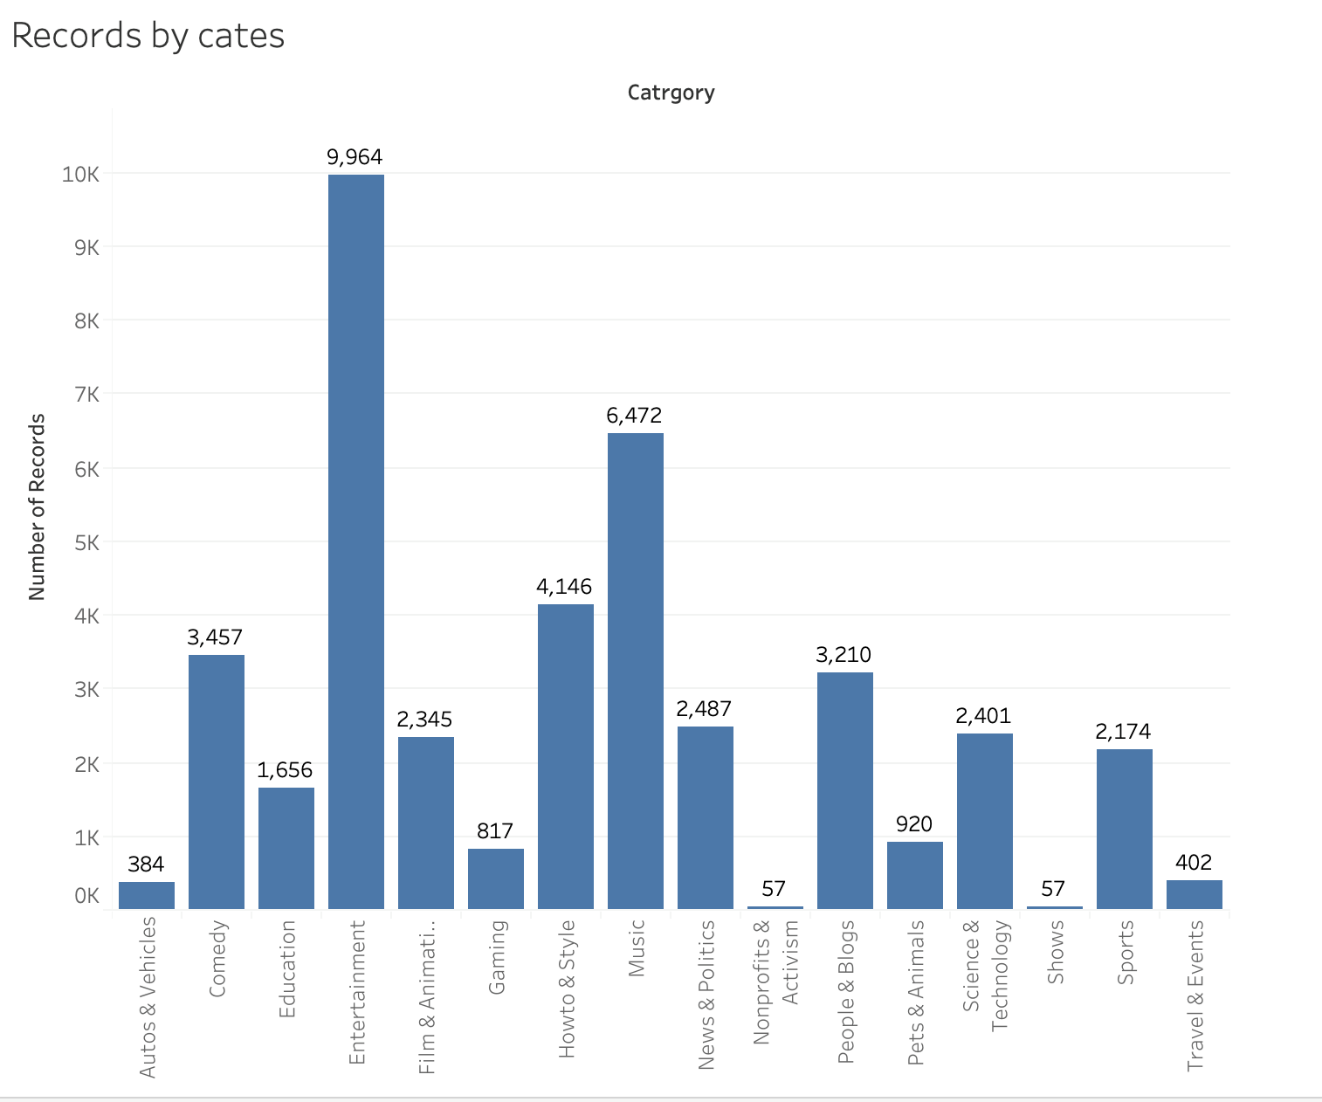 Records by cates
Catrgory
Number of Records
10K
9K
8K
7K
6K
5K
4K
3K
2K
1K
0K
384
3,457
1,656
9,964
2,345
817
4,146
6,472
2,487
57
3,210
920
2,401
57
2,174
402
Autos & Vehicles
Comedy
Education
Entertainment
Film & Animati..
Gaming
Howto & Style
Music
News & Politics
Nonprofits &
Activism
People & Blogs
Pets & Animals
Science &
Technology
Shows
Sports
Travel & Events